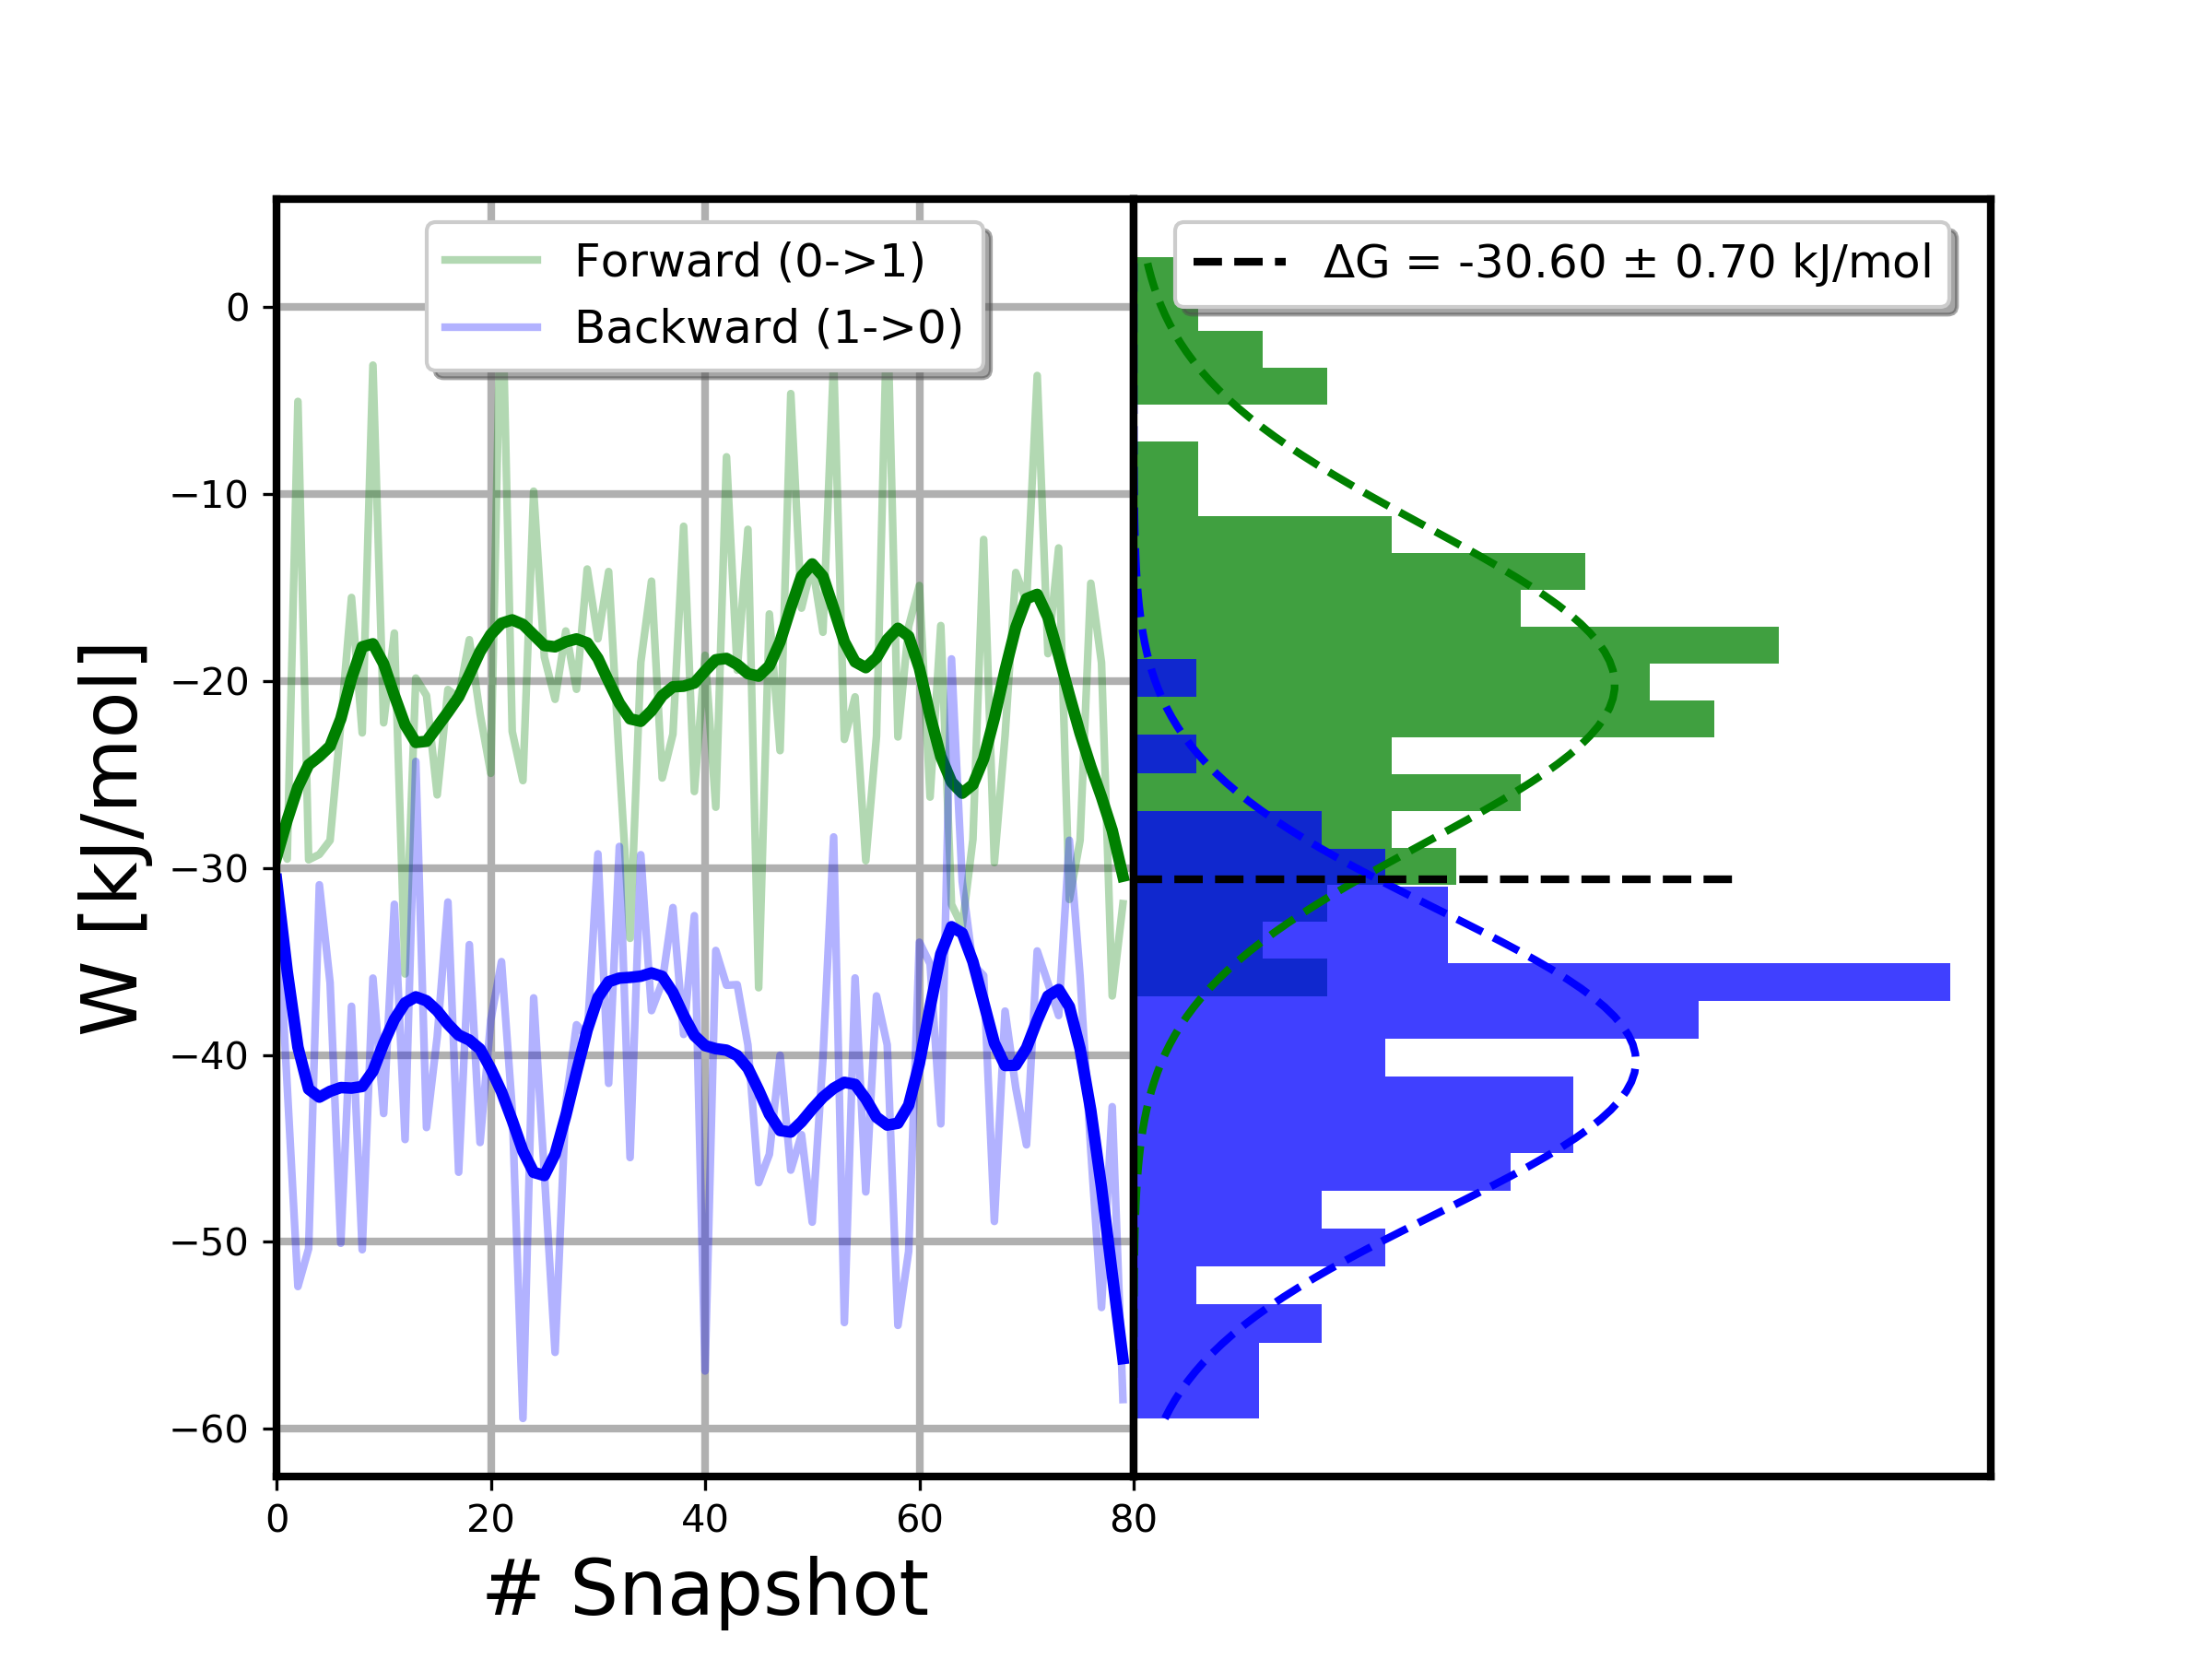 Forward (0->1)
Backward (1->0)
ΔG = -30.60 ± 0.70 kJ/mol
W [kJ/mol]
0
−10
−20
−30
−40
−50
−60
0 20 40 60 80
# Snapshot